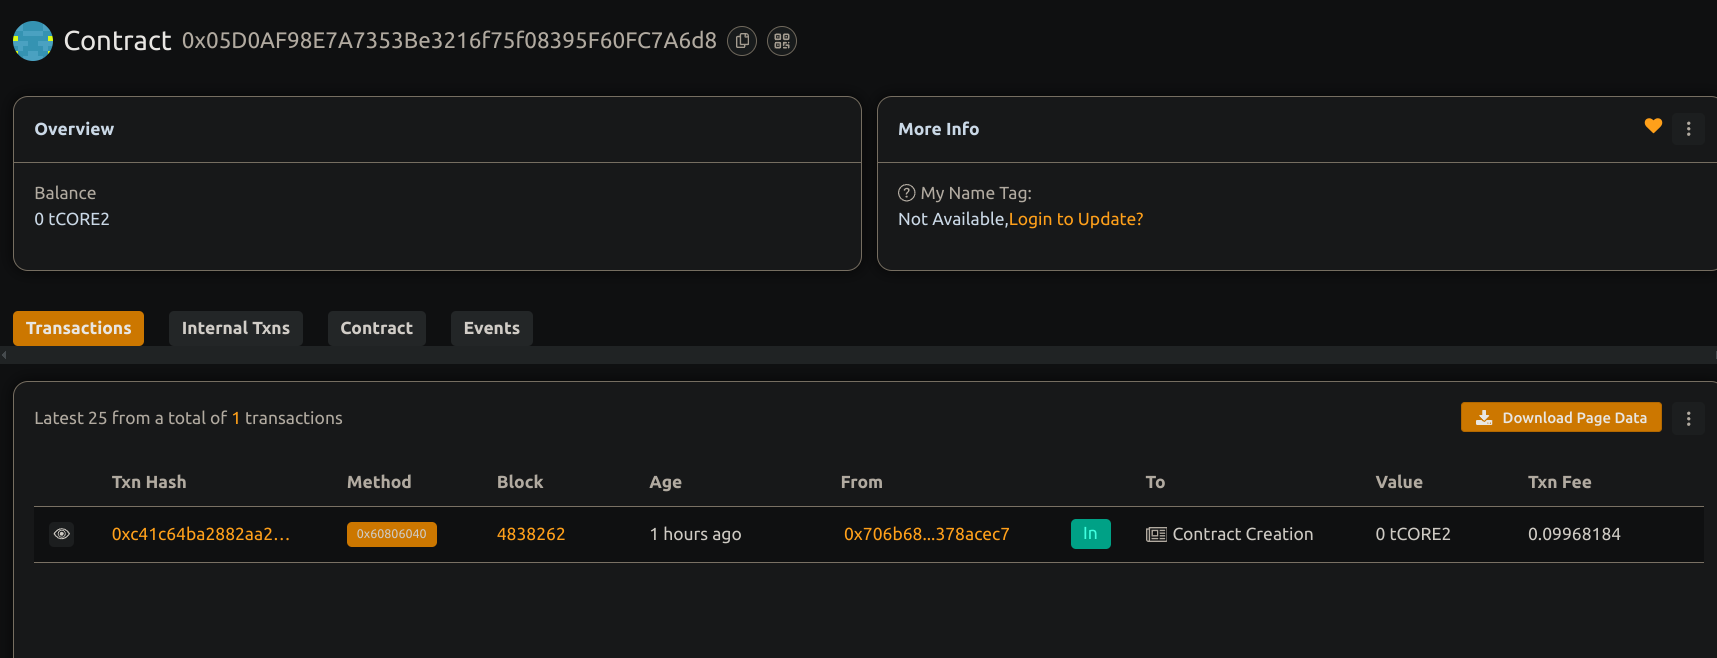 Contract 0x05D0AF98E7A7353Be3216f75f08395F60FC7A6d8
Overview
Balance
0 tCORE2
More Info
My Name Tag:
Not Available,Login to Update?
Transactions Internal Txns Contract Events
Latest 25 from a total of 1 transactions
Download Page Data
Txn Hash Method Block Age From To Value Txn Fee
0xc41c64ba2882aa2... 0x60806040 4838262 1 hours ago 0x706b68...378acec7 In Contract Creation 0 tCORE2 0.09968184